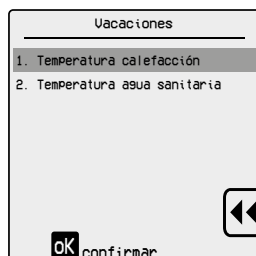 Vacaciones
1. Temperatura calefacción
2. Temperatura agua sanitaria
OK confirmar